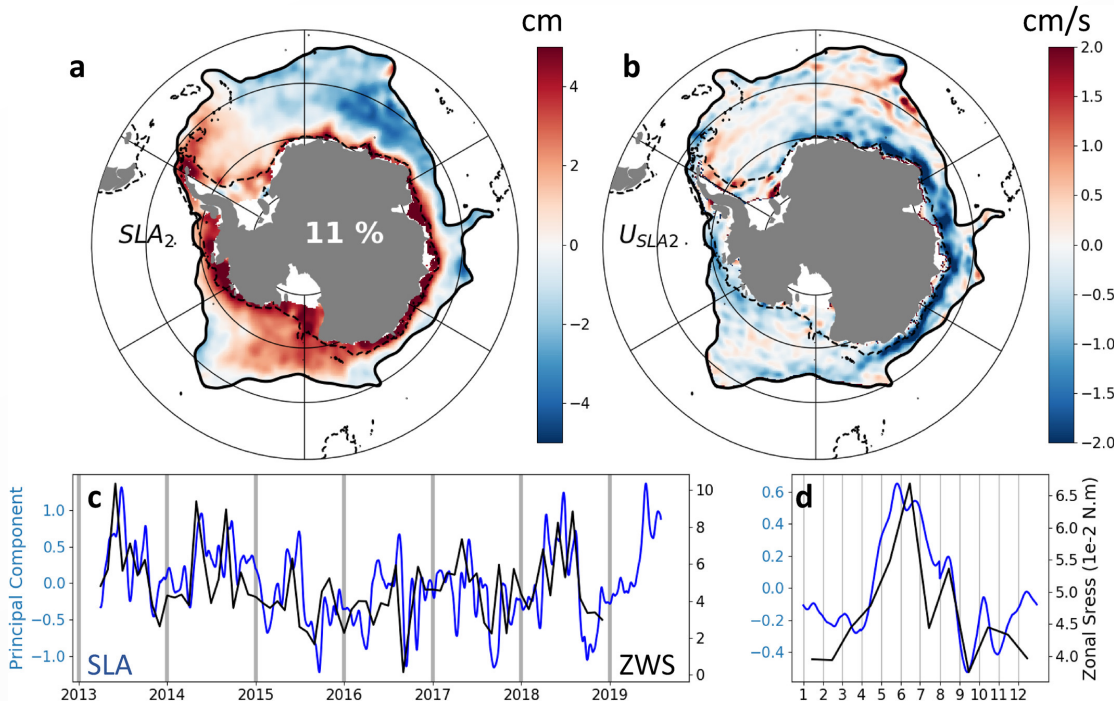 cm
cm/s
a
b
4
2
0
−2
−4
2.0
1.5
1.0
0.5
0.0
−0.5
−1.0
−1.5
−2.0
SLA2
11 %
USLA2
c
d
Principal Component
1.0
0.5
0.0
−0.5
−1.0
10
8
6
4
2
0
SLA
ZWS
2013 2014 2015 2016 2017 2018 2019
0.6
0.4
0.2
0.0
−0.2
−0.4
6.5
6.0
5.5
5.0
4.5
4.0
Zonal Sress (1e-2 N.m)
1 2 3 4 5 6 7 8 9 10 11 12